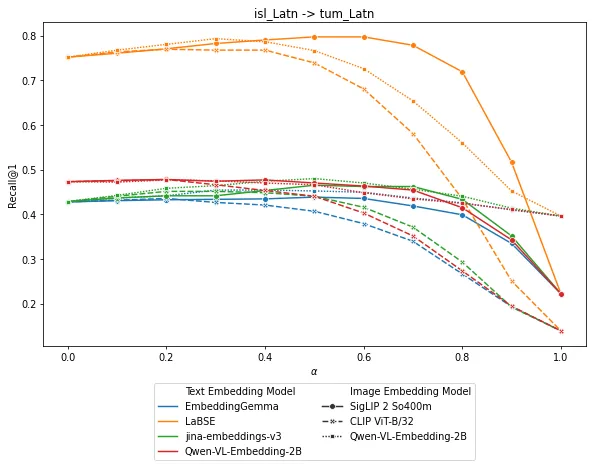 isl_Latn -> tum_Latn
Recall@1
0.8
0.7
0.6
0.5
0.4
0.3
0.2
0.0 0.2 0.4 0.6 0.8 1.0
α
Text Embedding Model Image Embedding Model
EmbeddingGemma SigLIP 2 So400m
LaBSE CLIP ViT-B/32
jina-embeddings-v3 Qwen-VL-Embedding-2B
Qwen-VL-Embedding-2B